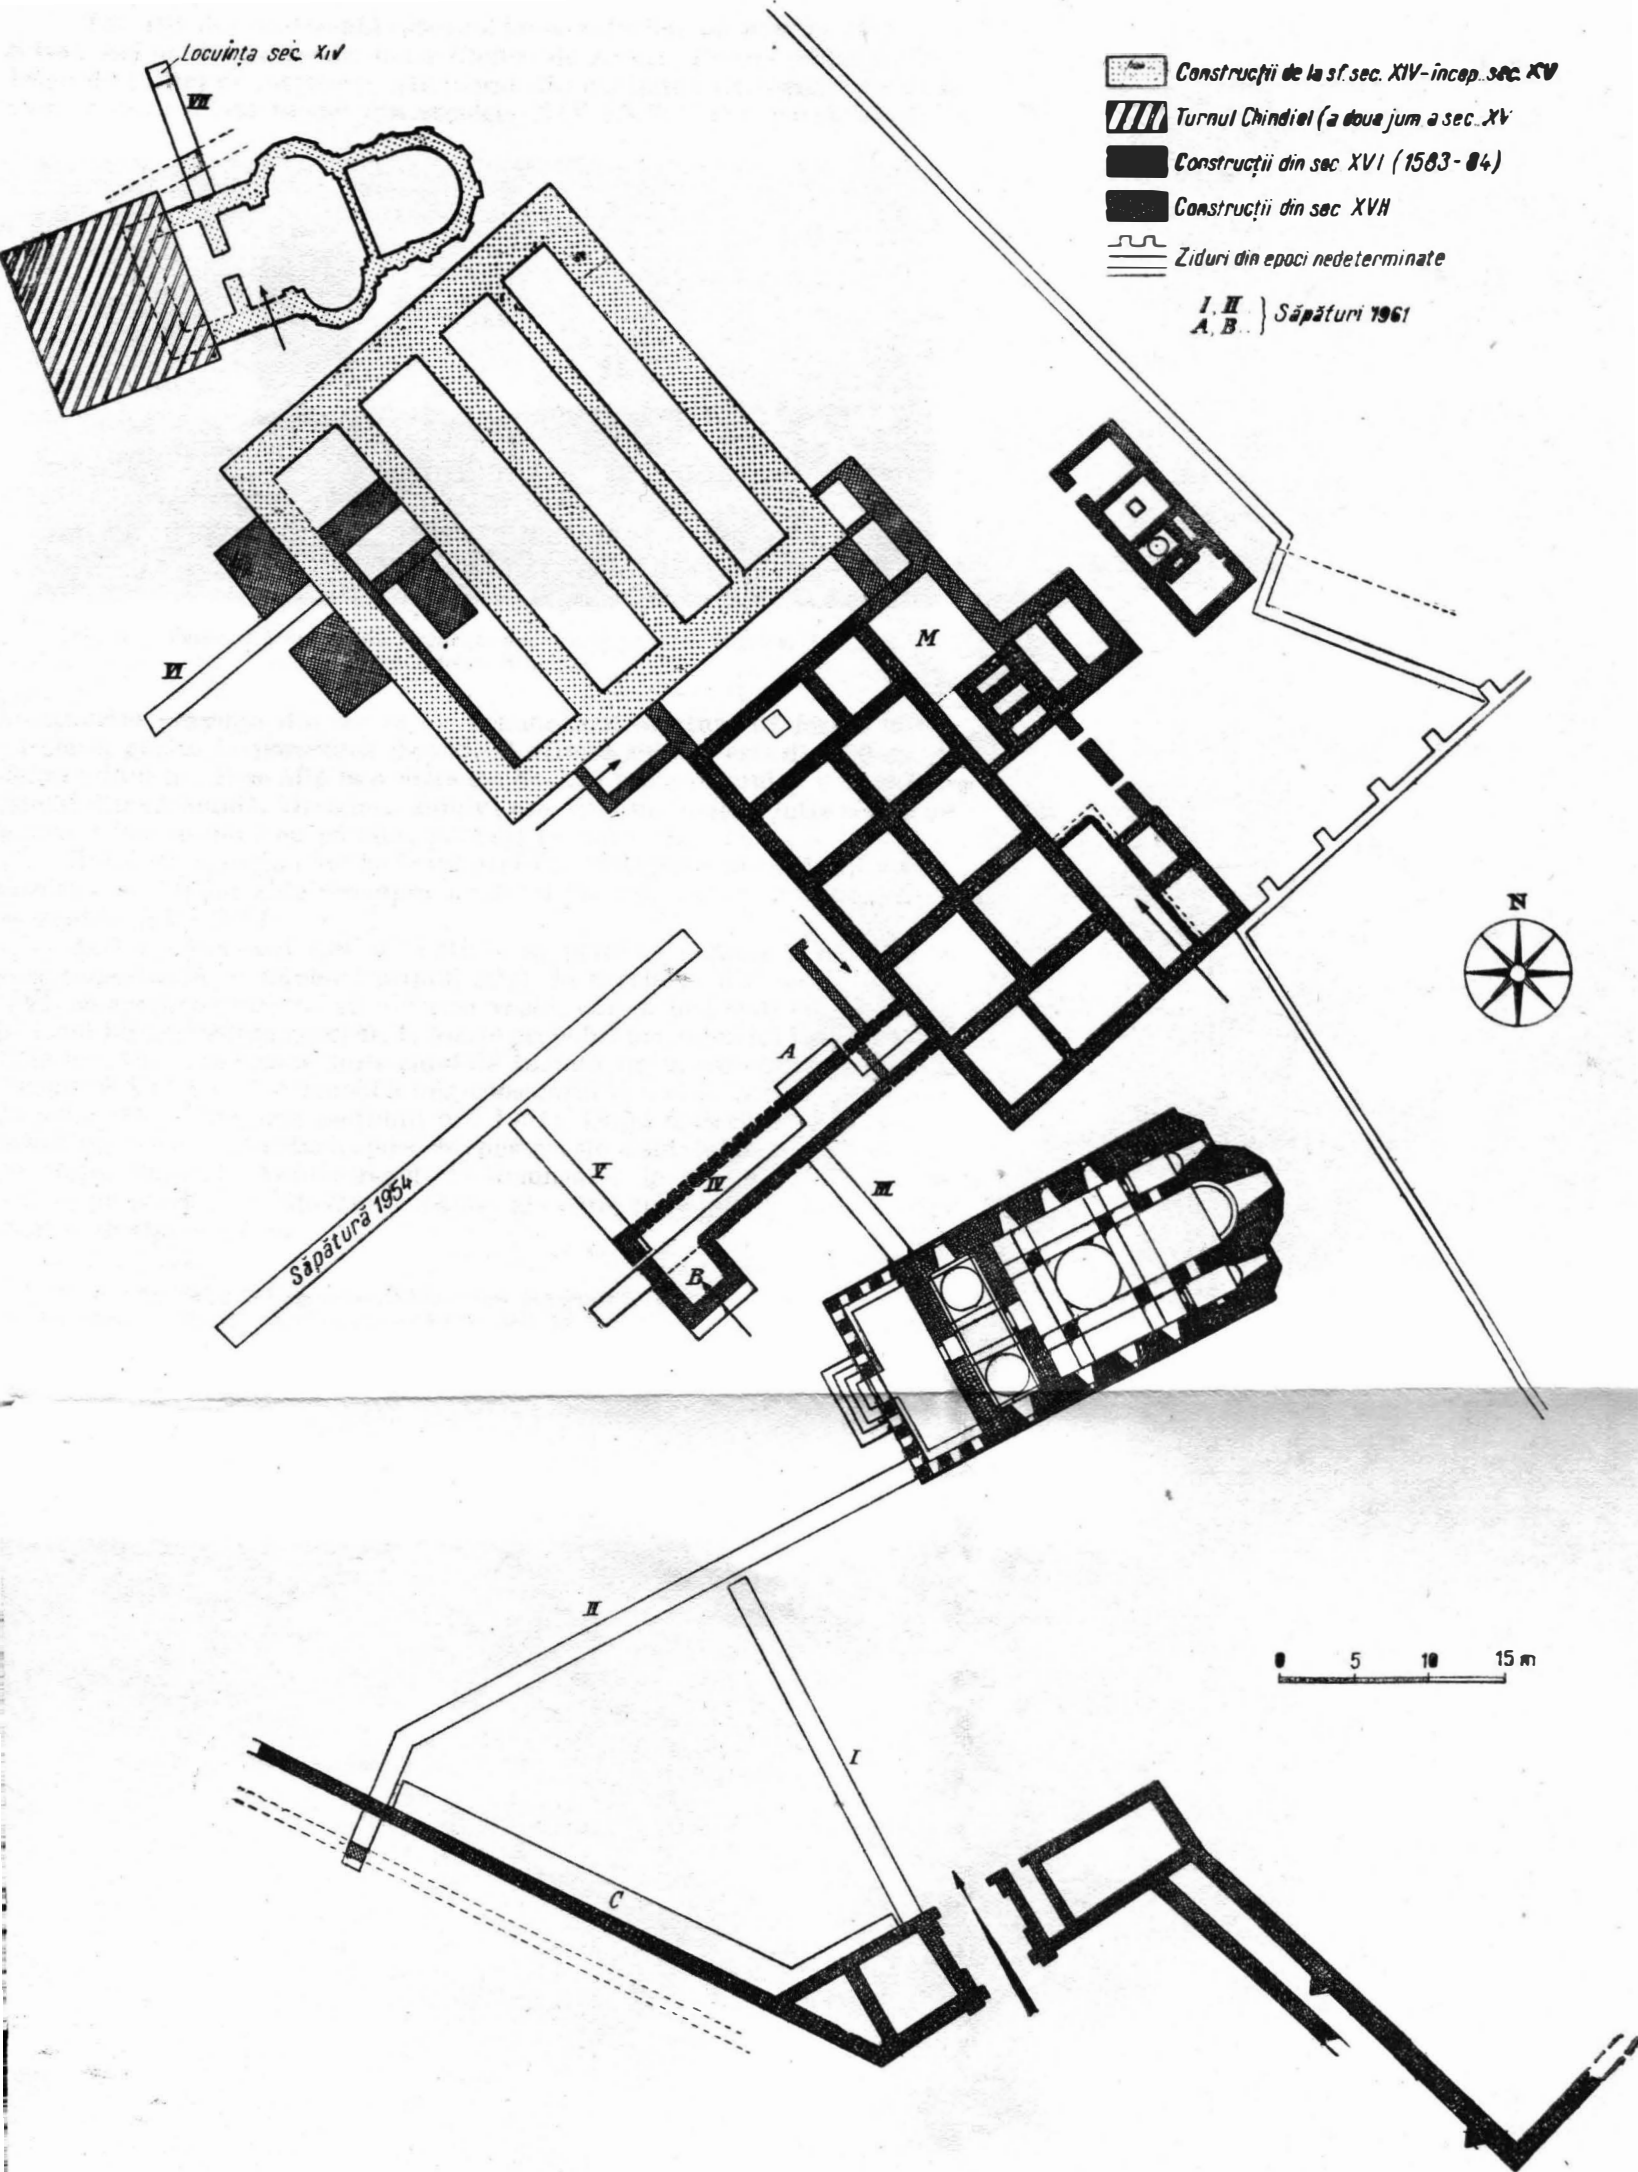 Locuința sec. XIV
VII
Construcții de la sf. sec. XIV-încep. sec. XV
Turnul Chindiei (a doua jum. a sec. XV
Construcții din sec XVI (1583-84)
Construcții din sec XVII
Ziduri din epoci nedeterminate
I, II
A, B..
} Săpături 1961
VI
M
N
A
V
IV
III
Săpătură 1954
B
II
0 5 10 15 m
I
C